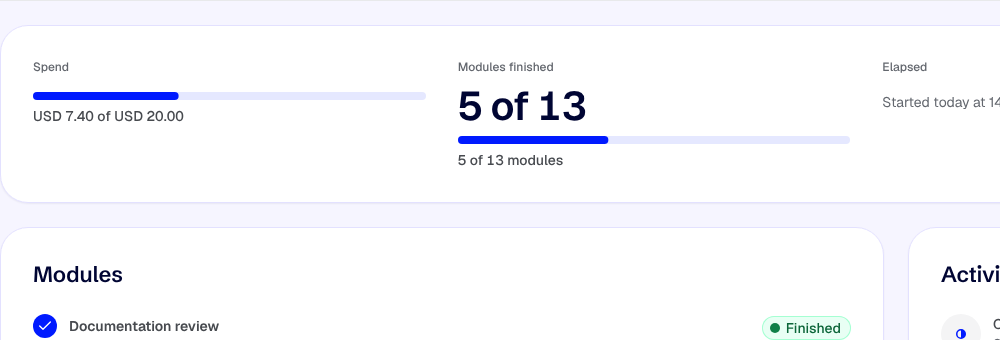 Spend
USD 7.40 of USD 20.00
Modules finished
5 of 13
5 of 13 modules
Elapsed
Started today at
Modules
Documentation review
Finished